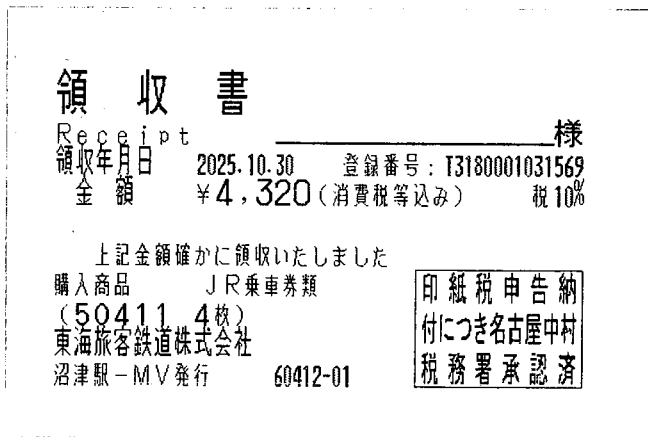 領収書
Receipt 様
領収年月日 2025.10.30 登録番号:T3180001031569
金額 ¥4,320(消費税等込み) 税10%
上記金額確かに領収いたしました
購入商品 JR乗車券類
(50411 4枚)
東海旅客鉄道株式会社
沼津駅-MV発行 60412-01
印紙税申告納
付につき名古屋中村
税務署承認済